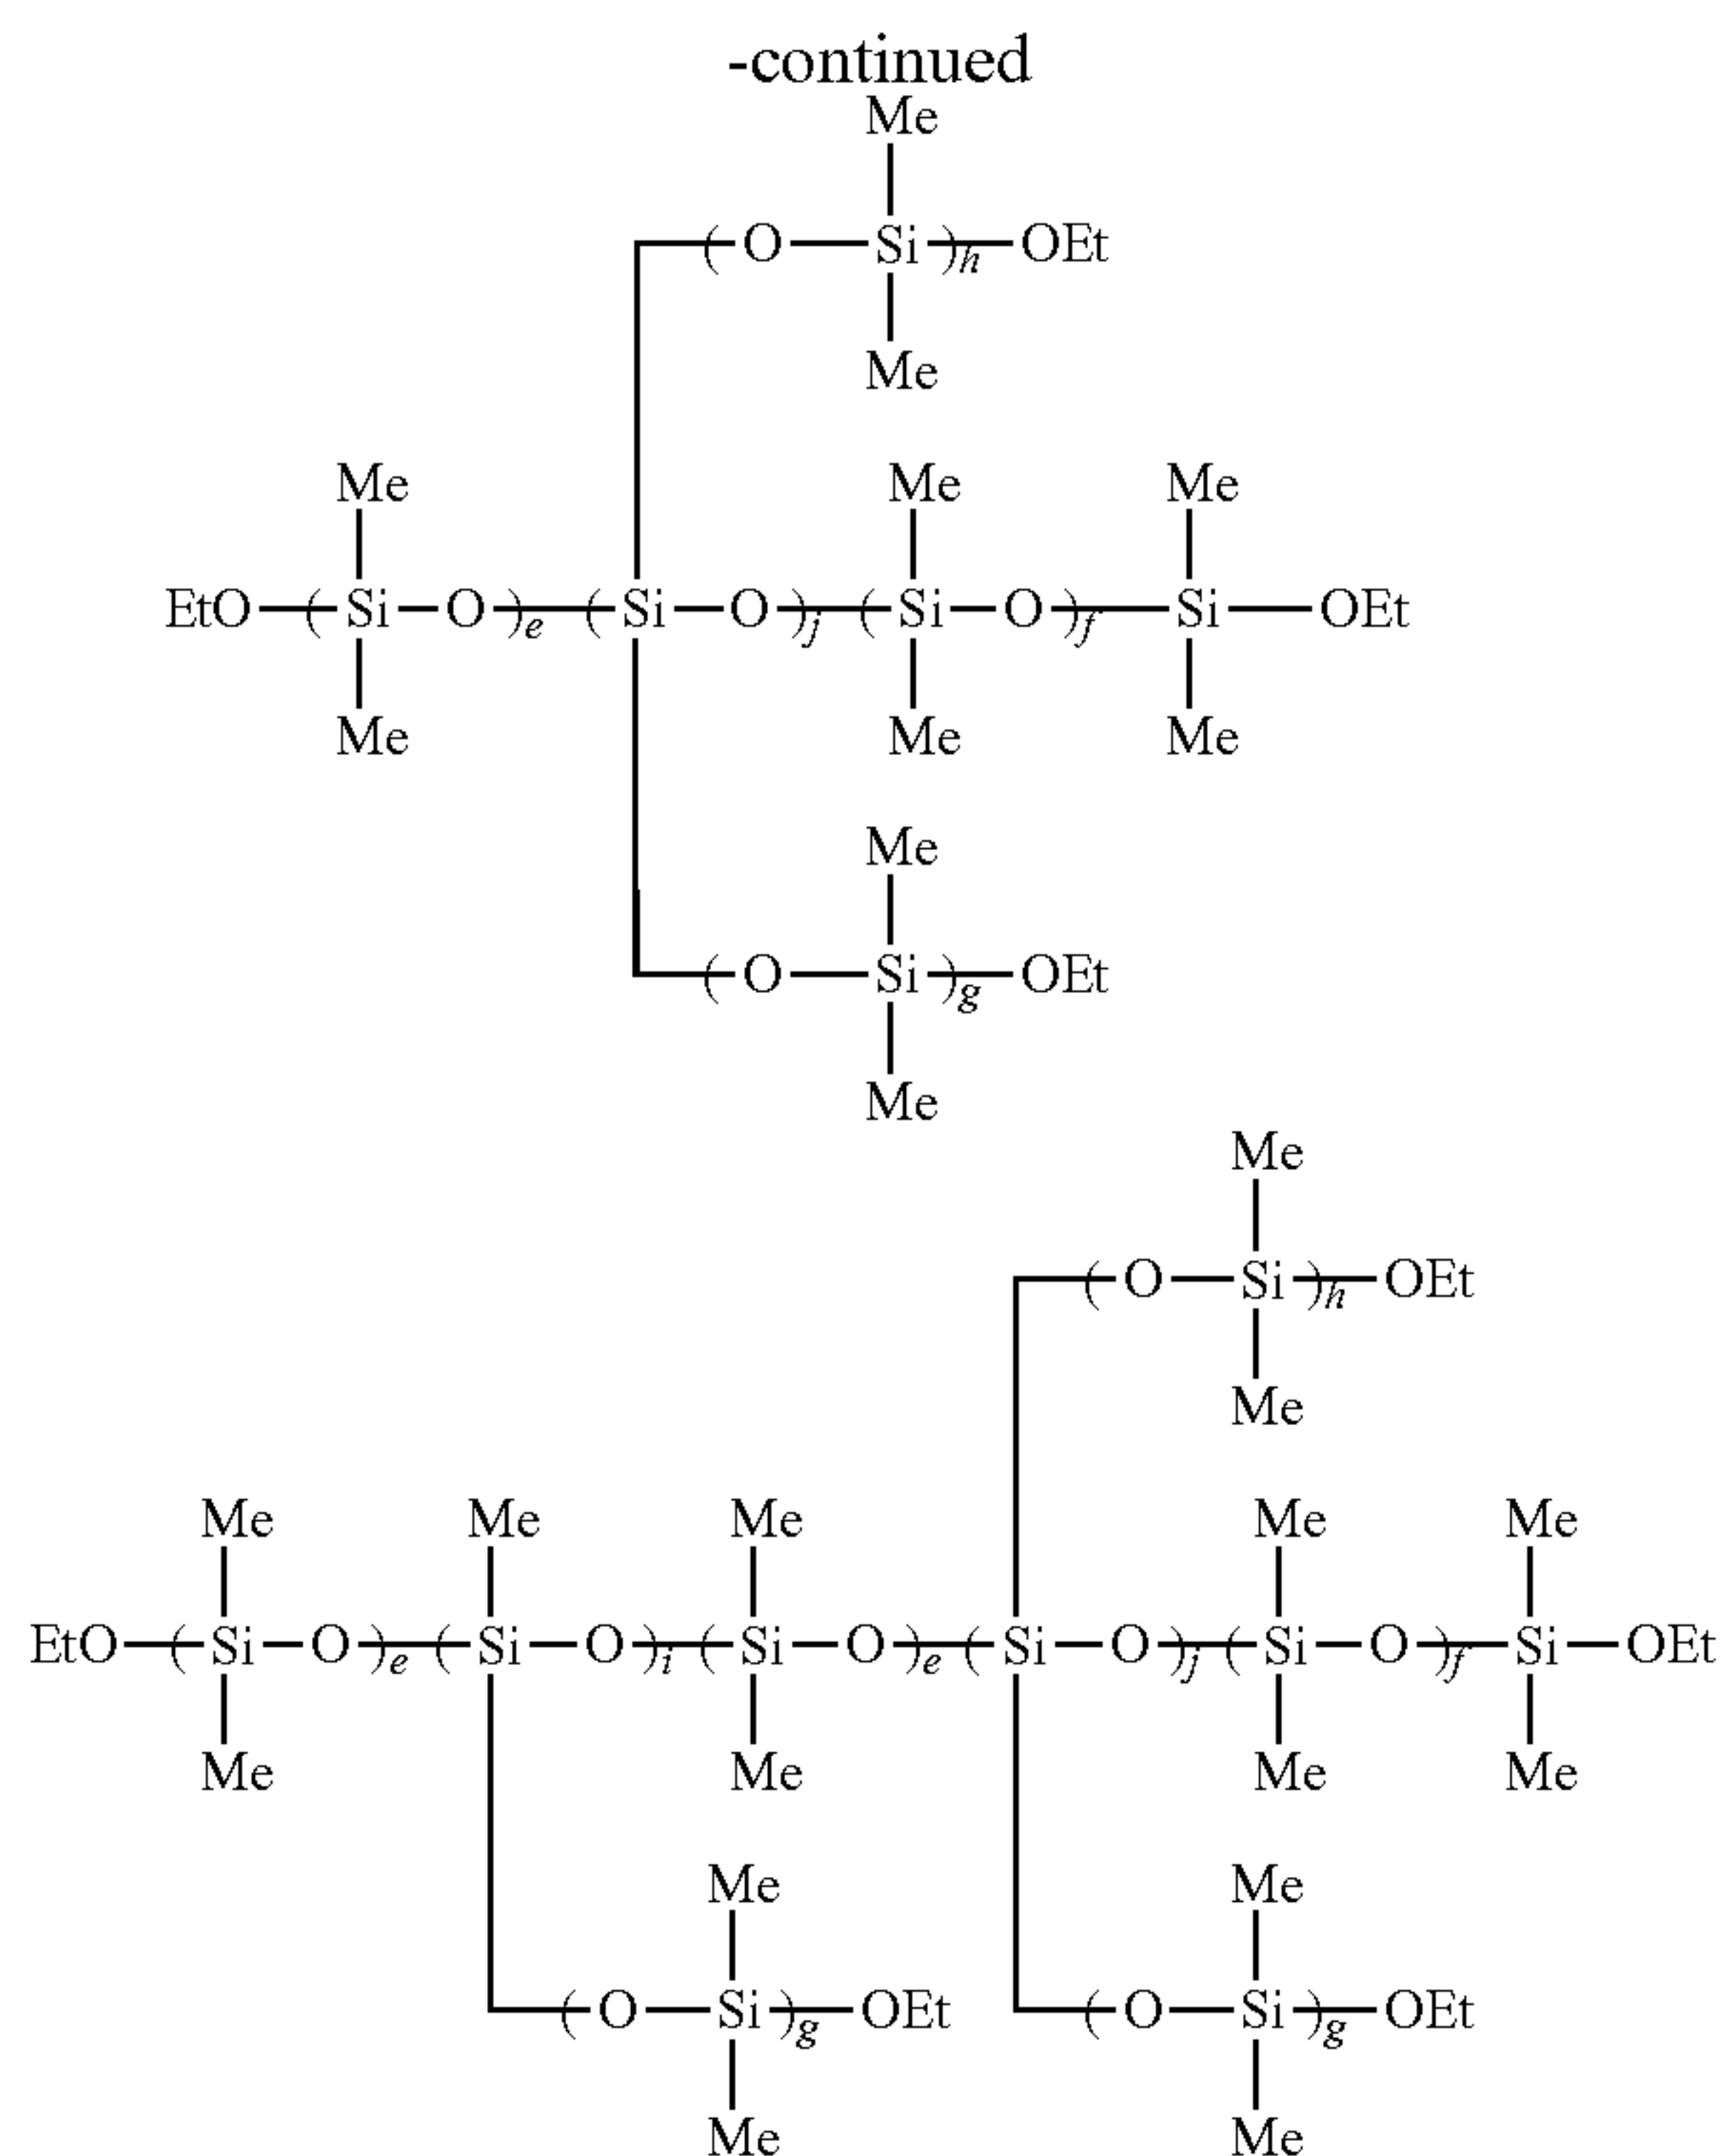 -continued
Me
( O Si )h OEt
Me
Me Me Me
EtO ( Si O )e ( Si O )j ( Si O )f Si OEt
Me Me Me
Me
( O Si )g OEt
Me
Me
( O Si )h OEt
Me
Me Me Me Me Me
EtO ( Si O )e ( Si O )i ( Si O )e ( Si O )j ( Si O )f Si OEt
Me Me Me Me
Me Me
( O Si )g OEt ( O Si )g OEt
Me Me